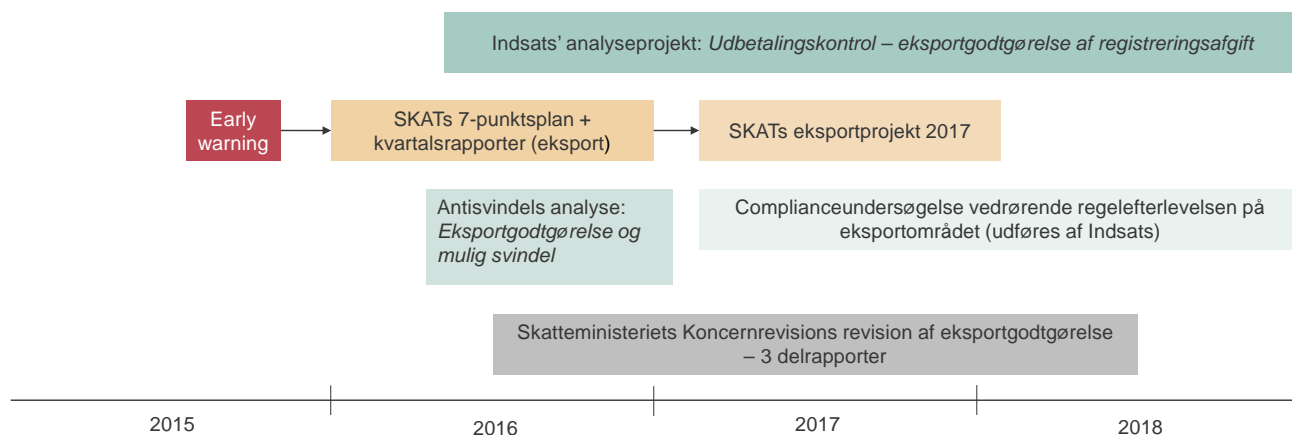 Indsats’ analyseprojekt: Udbetalingskontrol – eksportgodtgørelse af registreringsafgift
Early
warning
SKATs 7-punktsplan +
kvartalsrapporter (eksport)
SKATs eksportprojekt 2017
Antisvindels analyse:
Eksportgodtgørelse og
mulig svindel
Complianceundersøgelse vedrørende regelefterlevelsen på
eksportområdet (udføres af Indsats)
Skatteministeriets Koncernrevisions revision af eksportgodtgørelse
– 3 delrapporter
2015
2016
2017
2018